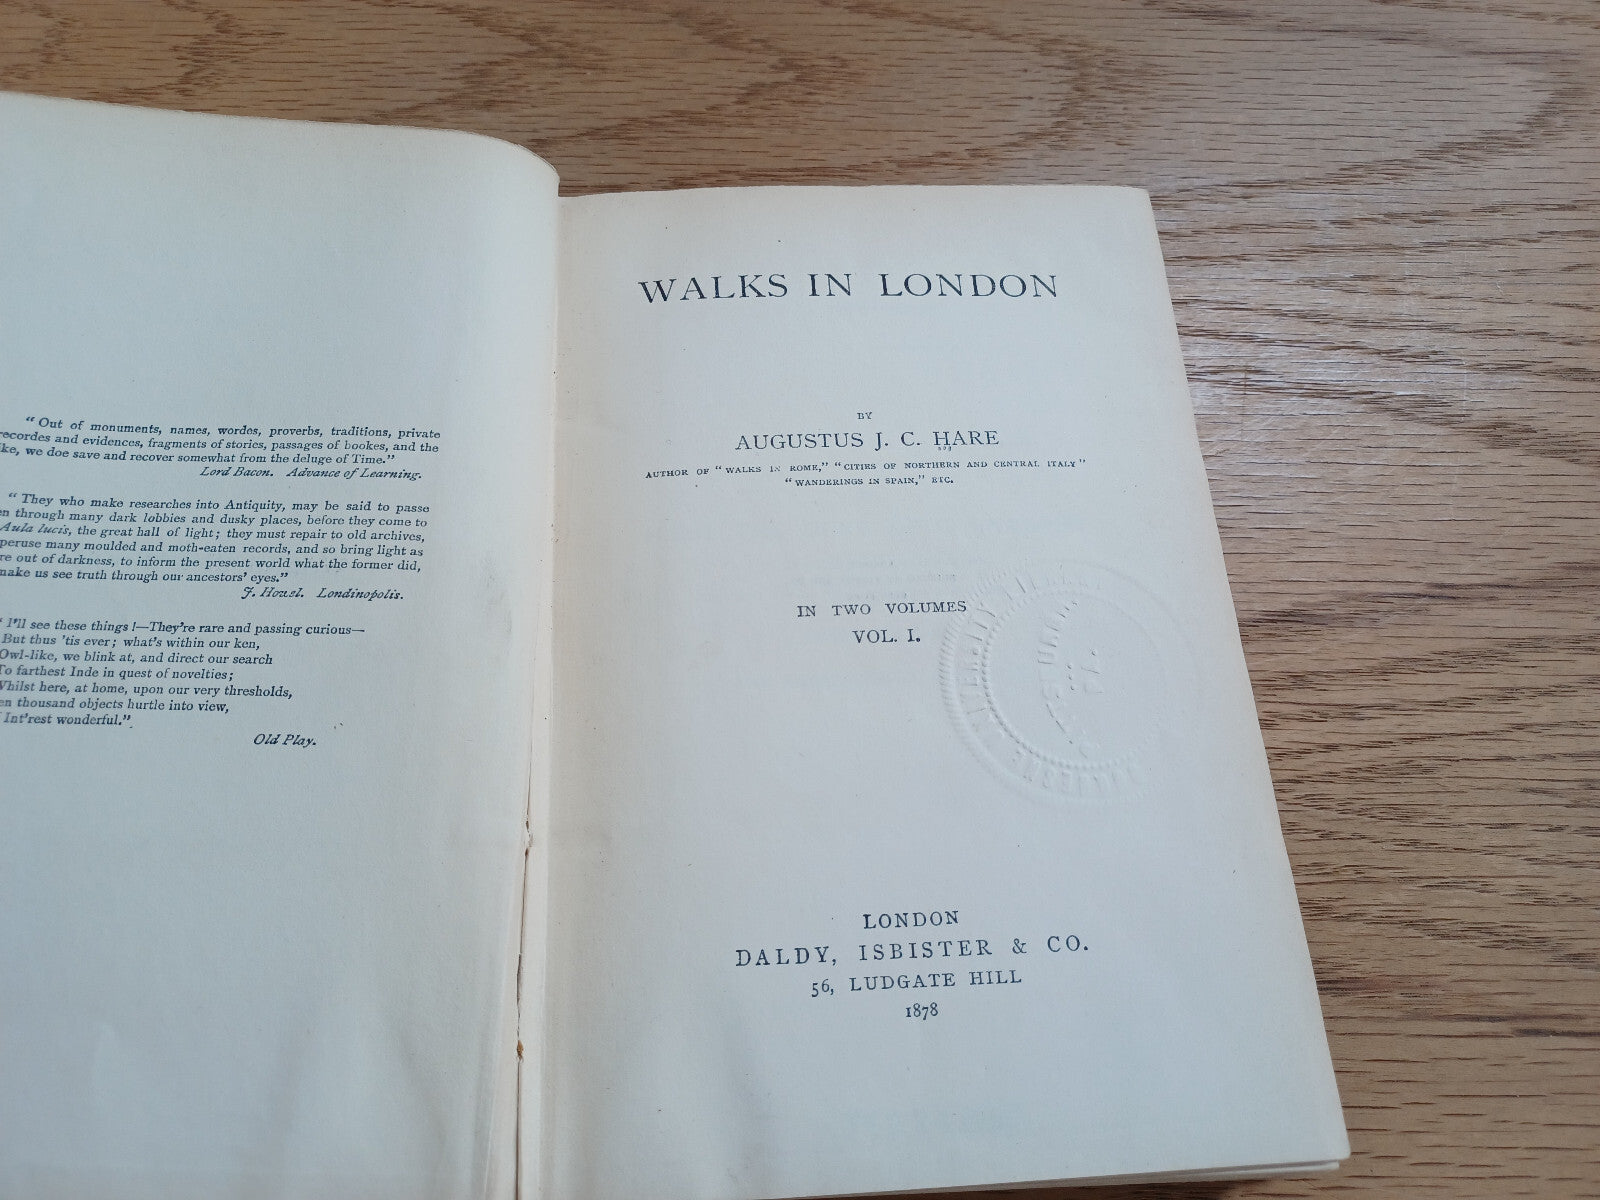 "Out of monuments, names, wordes, proverbs, traditions, private
recordes and evidences, fragments of stories, passages of bookes, and the
like, we doe save and recover somewhat from the deluge of Time."
Lord Bacon. Advance of Learning.
"They who make researches into Antiquity, may be said to passe
through many dark lobbies and dusky places, before they come to
Aula lucis, the great hall of light; they must repair to old archives,
peruse many moulded and moth-eaten records, and so bring light as
out of darkness, to inform the present world what the former did,
make us see truth through our ancestors' eyes."
J. Howel. Londinopolis.
"I'll see these things!—They're rare and passing curious—
But thus 'tis ever; what's within our ken,
Owl-like, we blink at, and direct our search
To farthest Inde in quest of novelties;
Whilst here, at home, upon our very thresholds,
thousand objects hurtle into view,
Int'rest wonderful."
Old Play.
WALKS IN LONDON
BY
AUGUSTUS J. C. HARE
AUTHOR OF "WALKS IN ROME," "CITIES OF NORTHERN AND CENTRAL ITALY"
"WANDERINGS IN SPAIN," ETC.
IN TWO VOLUMES
VOL. I.
LONDON
DALDY, ISBISTER & CO.
56, LUDGATE HILL
1878